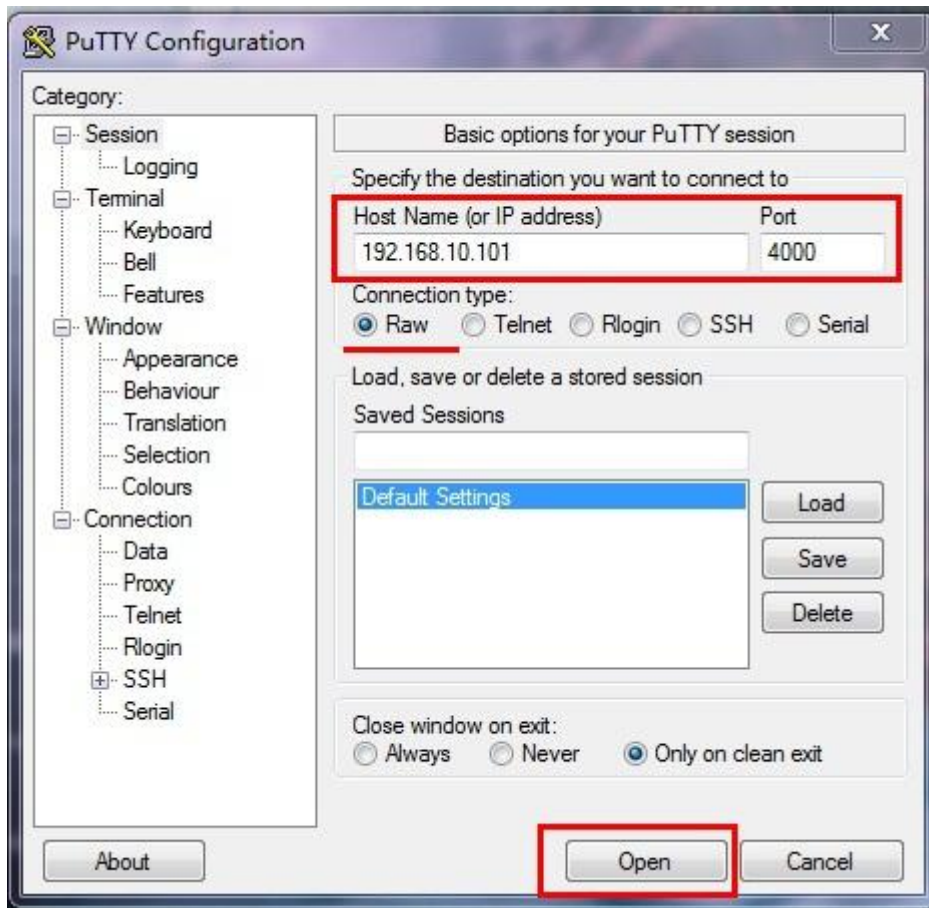 PuTTY Configuration
Category:
Session
Logging
Terminal
Keyboard
Bell
Features
Window
Appearance
Behaviour
Translation
Selection
Colours
Connection
Data
Proxy
Telnet
Rlogin
SSH
Serial
Basic options for your PuTTY session
Specify the destination you want to connect to
Host Name (or IP address) Port
192.168.10.101 4000
Connection type:
Raw Telnet Rlogin SSH Serial
Load, save or delete a stored session
Saved Sessions
Default Settings
Load
Save
Delete
Close window on exit:
Always Never Only on clean exit
About Open Cancel